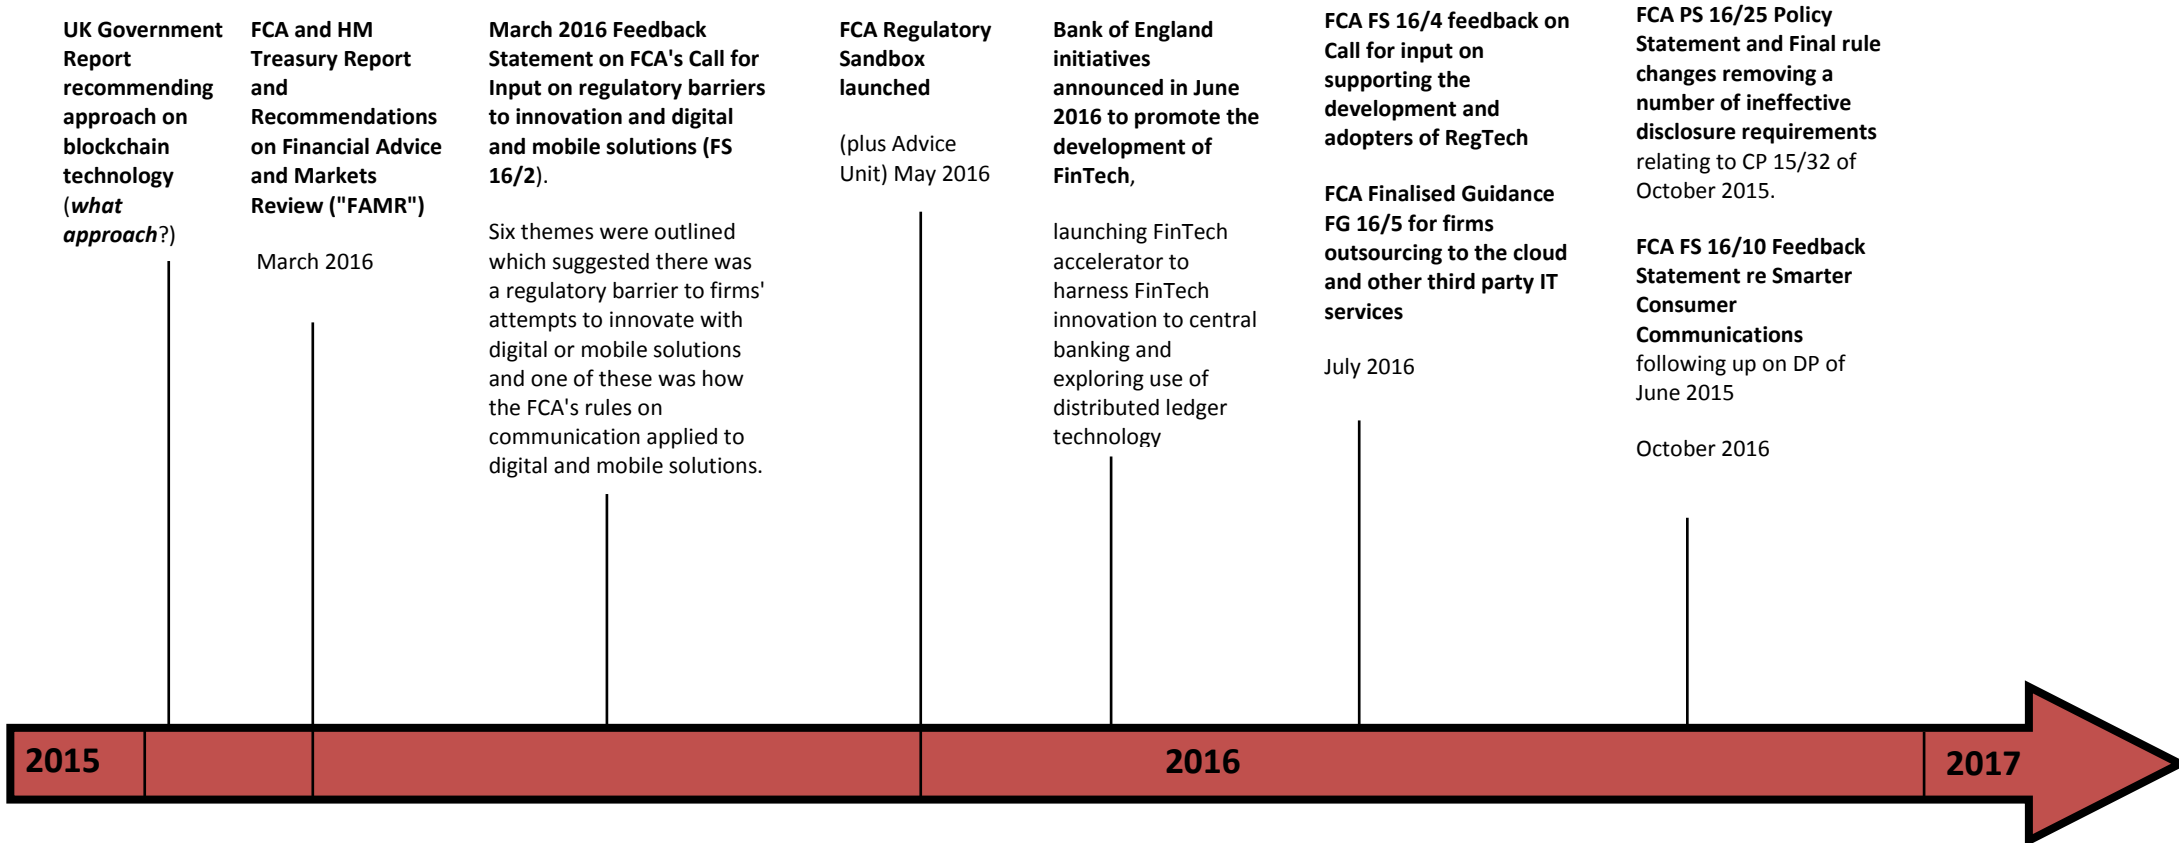 UK Government
Report
recommending
approach on
blockchain
technology
(what
approach?)
FCA and HM
Treasury Report
and
Recommendations
on Financial Advice
and Markets
Review ("FAMR")
March 2016
March 2016 Feedback
Statement on FCA's Call for
Input on regulatory barriers
to innovation and digital
and mobile solutions (FS
16/2).
Six themes were outlined
which suggested there was
a regulatory barrier to firms'
attempts to innovate with
digital or mobile solutions
and one of these was how
the FCA's rules on
communication applied to
digital and mobile solutions.
FCA Regulatory
Sandbox
launched
(plus Advice
Unit) May 2016
Bank of England
initiatives
announced in June
2016 to promote the
development of
FinTech,
launching FinTech
accelerator to
harness FinTech
innovation to central
banking and
exploring use of
distributed ledger
technology
FCA FS 16/4 feedback on
Call for input on
supporting the
development and
adopters of RegTech
FCA Finalised Guidance
FG 16/5 for firms
outsourcing to the cloud
and other third party IT
services
July 2016
FCA PS 16/25 Policy
Statement and Final rule
changes removing a
number of ineffective
disclosure requirements
relating to CP 15/32 of
October 2015.
FCA FS 16/10 Feedback
Statement re Smarter
Consumer
Communications
following up on DP of
June 2015
October 2016
2015
2016
2017